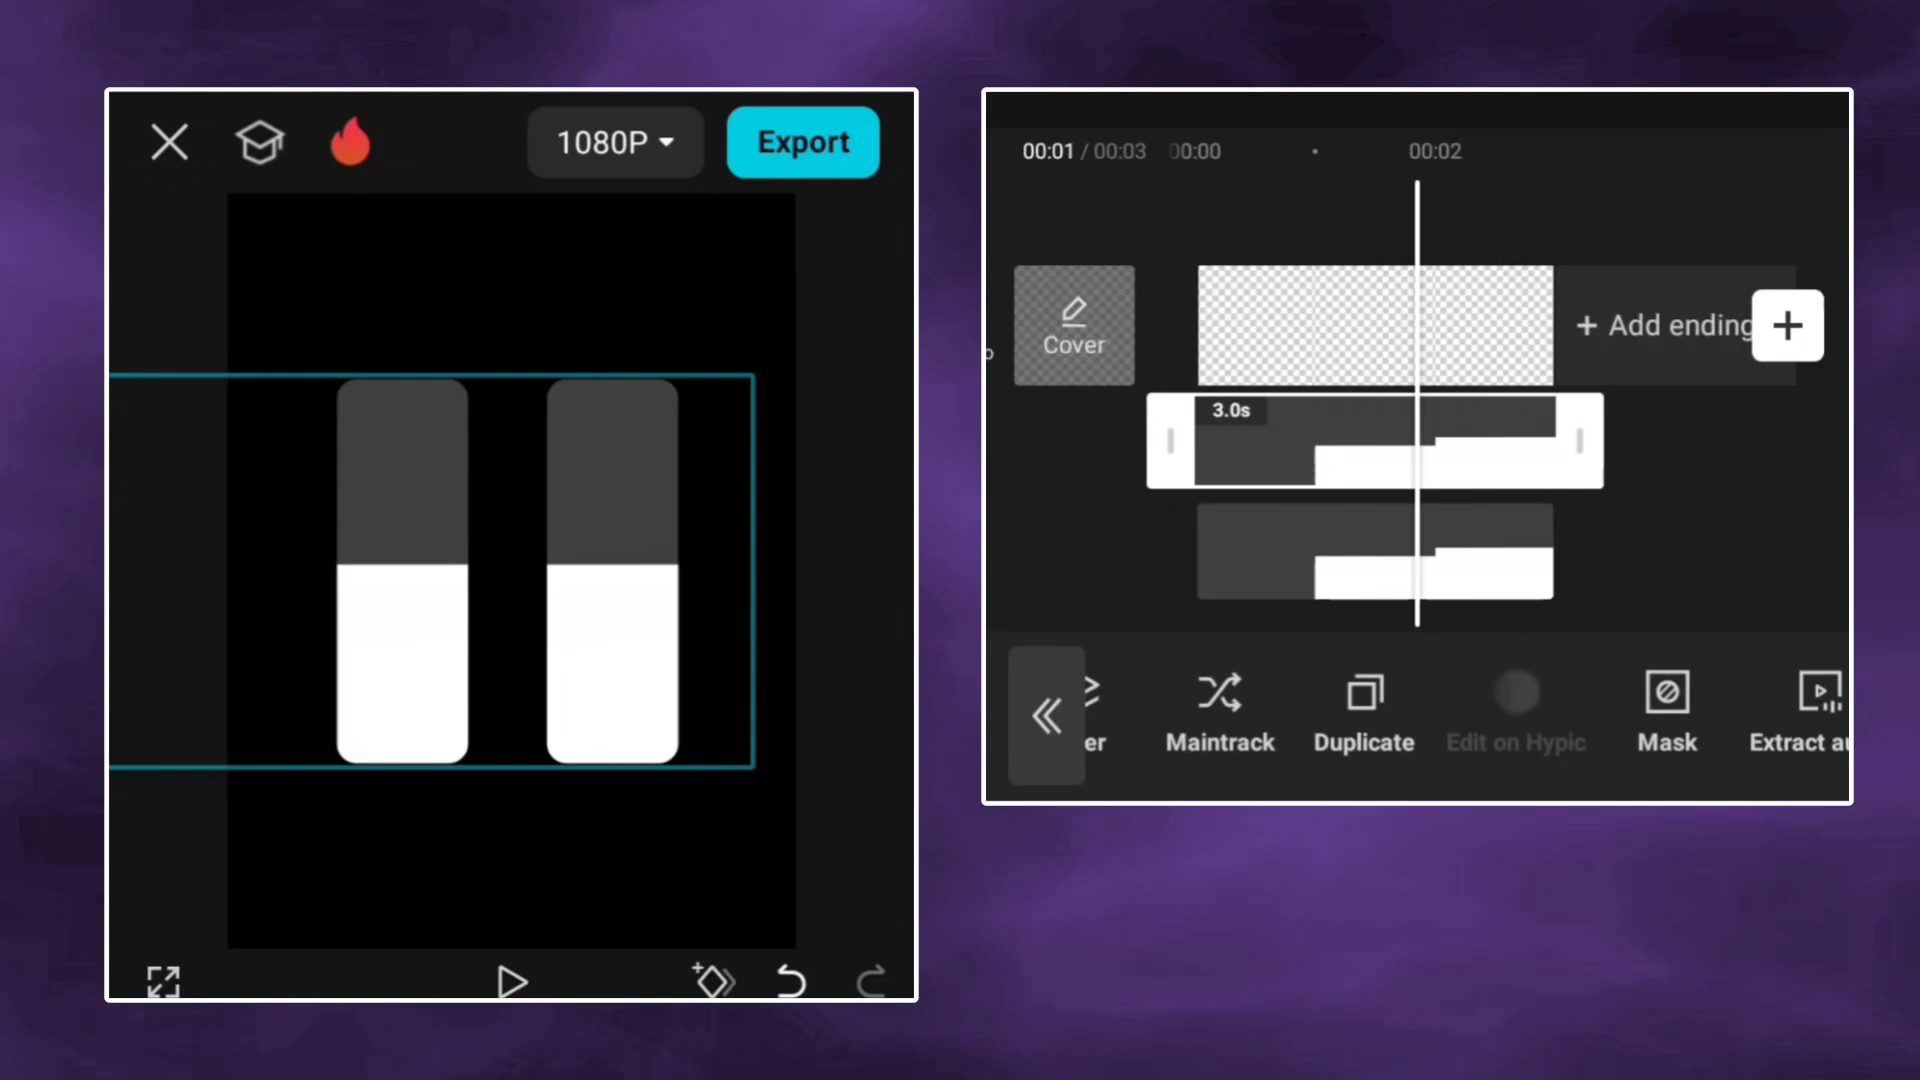 1080P
Export
00:01 / 00:03
00:00
00:02
Cover
+ Add ending
3.0s
er
Maintrack
Duplicate
Edit on Hypic
Mask
Extract au